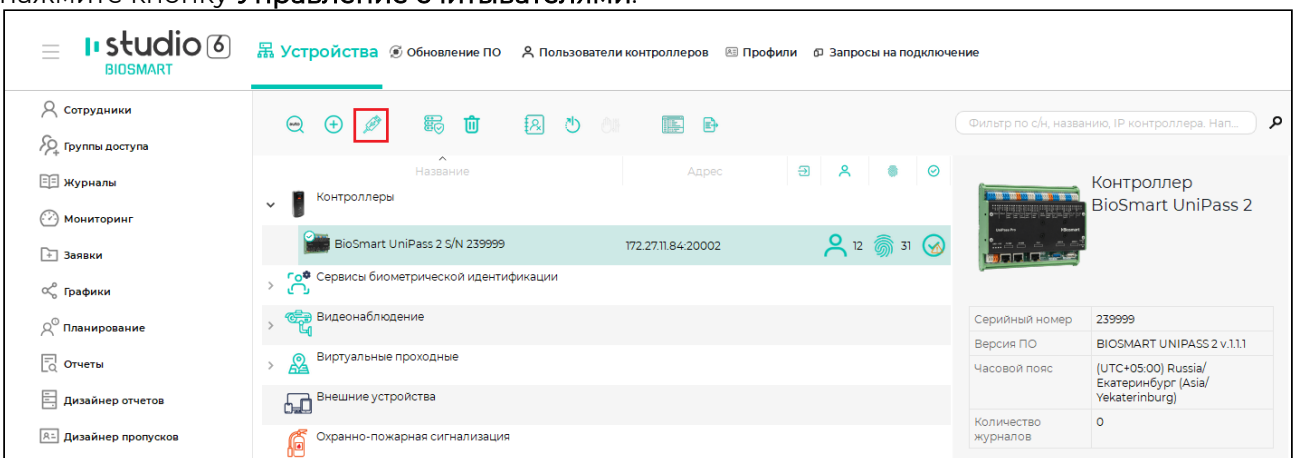 нажмите кнопку Управление считывателями.
studio 6
BIOSMART
Устройства Обновление ПО Пользователи контроллеров Профили Запросы на подключение
Сотрудники
Группы доступа
Журналы
Мониторинг
Заявки
Графики
Планирование
Отчеты
Дизайнер отчетов
Дизайнер пропусков
Фильтр по с/н, названию, IP контроллера. Нап...
Название Адрес
Контроллеры
BioSmart UniPass 2 S/N 239999 172.27.11.84:20002 12 31
Сервисы биометрической идентификации
Видеонаблюдение
Виртуальные проходные
Внешние устройства
Охранно-пожарная сигнализация
Контроллер
BioSmart UniPass 2
Серийный номер 239999
Версия ПО BIOSMART UNIPASS 2 v.1.1.1
Часовой пояс (UTC+05:00) Russia/
Екатеринбург (Asia/
Yekaterinburg)
Количество 0
журналов